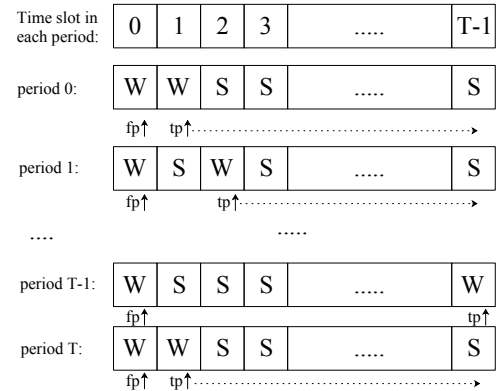 Time slot in each period: 0 1 2 3 ..... T-1
period 0: W W S S ..... S
fp tp
period 1: W S W S ..... S
fp tp
.... .....
period T-1: W S S S ..... W
fp tp
period T: W W S S ..... S
fp tp